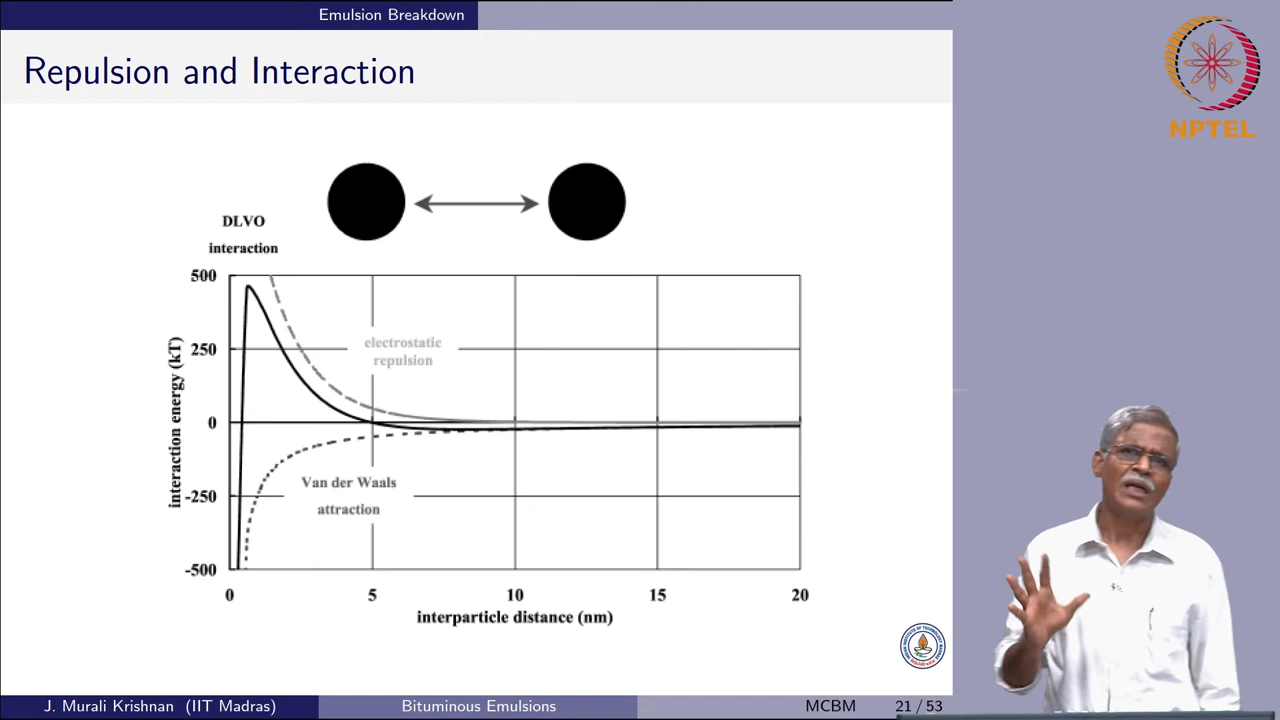 Emulsion Breakdown
Repulsion and Interaction
NPTEL
DLVO
interaction
500
250
0
-250
-500
interaction energy (kT)
electrostatic
repulsion
Van der Waals
attraction
0
5
10
15
20
interparticle distance (nm)
J. Murali Krishnan (IIT Madras)
Bituminous Emulsions
MCBM
21 / 53